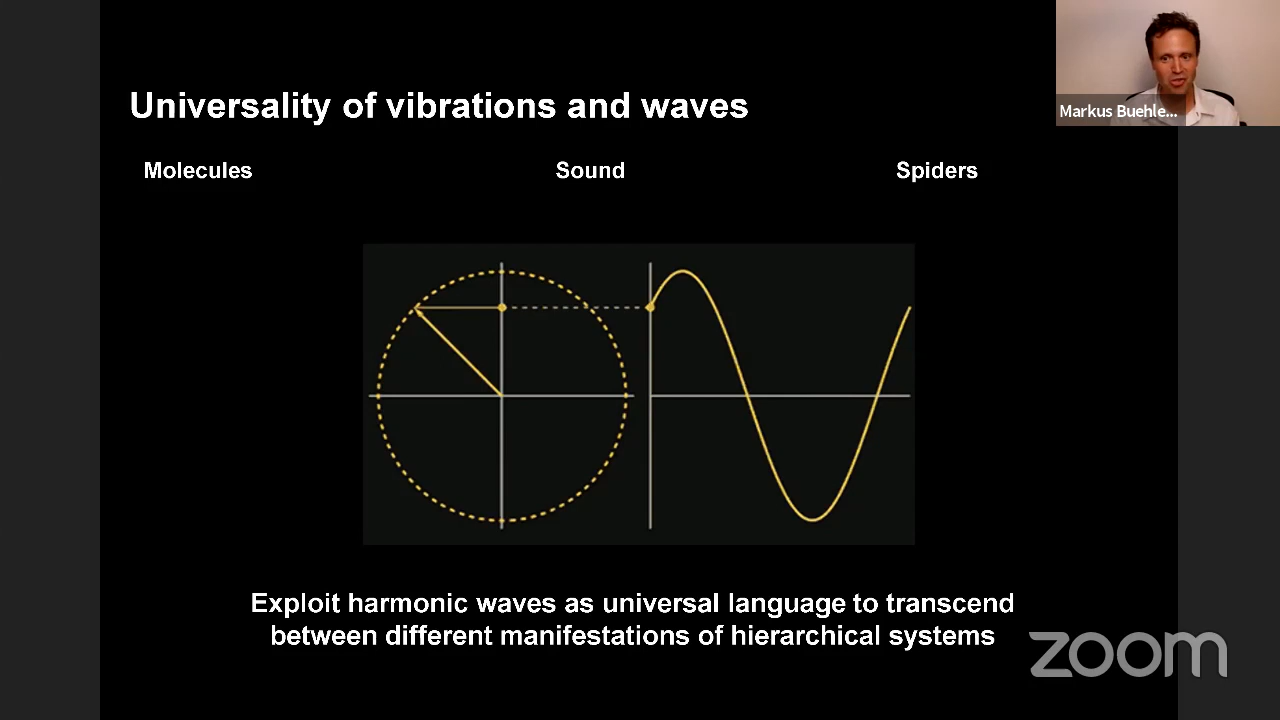 Universality of vibrations and waves
Markus Buehle...
Molecules
Sound
Spiders
Exploit harmonic waves as universal language to transcend
between different manifestations of hierarchical systems
zoom